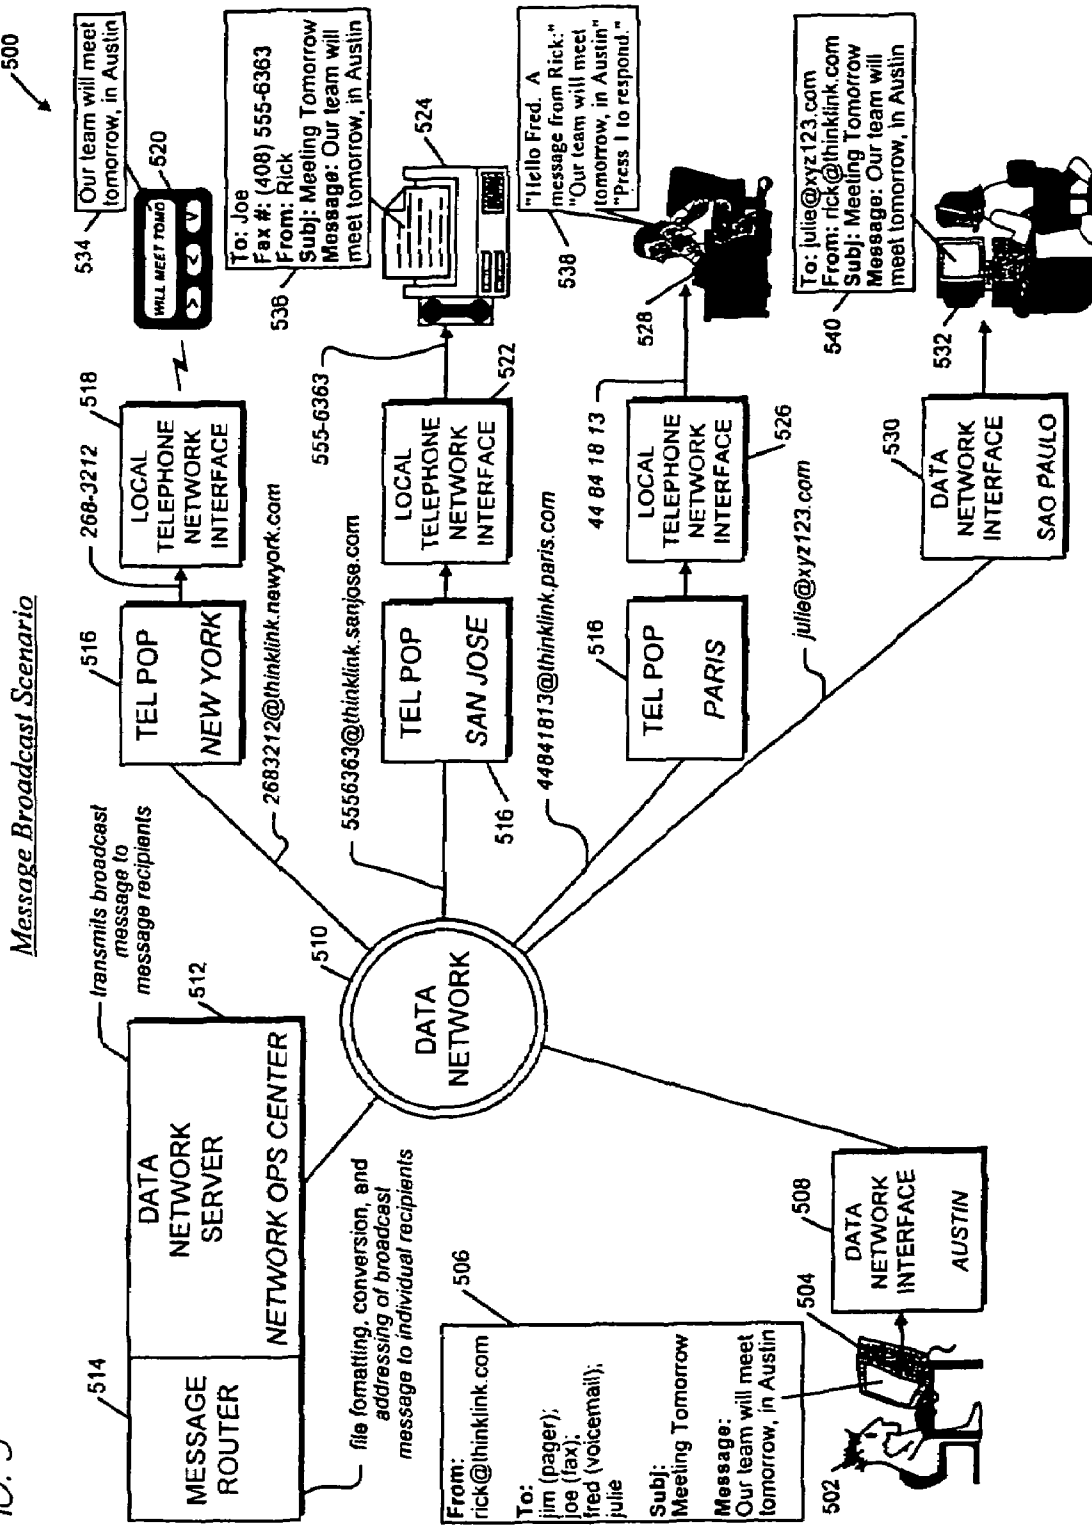 Message Broadcast Scenario
500
transmits broadcast
message to
message recipients
512
514
MESSAGE
ROUTER
DATA
NETWORK
SERVER
NETWORK OPS CENTER
file fomatting, conversion, and
addressing of broadcast
message to individual recipients
510
DATA
NETWORK
506
From:
rick@thinklink.com
To:
jim (pager);
joe (fax);
fred (voicemail);
julie
Subj:
Meeting Tomorrow
Message:
Our team will meet
tomorrow, in Austin
502
504
508
DATA
NETWORK
INTERFACE
AUSTIN
516
TEL POP
NEW YORK
2683212@thinklink.newyork.com
268-3212
518
LOCAL
TELEPHONE
NETWORK
INTERFACE
520
WILL MEET TOMO
534
Our team will meet
tomorrow, in Austin
516
TEL POP
SAN JOSE
5556363@thinklink.sanjose.com
555-6363
522
LOCAL
TELEPHONE
NETWORK
INTERFACE
524
536
To: Joe
Fax #: (408) 555-6363
From: Rick
Subj: Meeting Tomorrow
Message: Our team will
meet tomorrow, in Austin
516
TEL POP
PARIS
44841813@thinklink.paris.com
44 84 18 13
526
LOCAL
TELEPHONE
NETWORK
INTERFACE
528
538
"Hello Fred. A
message from Rick:"
"Our team will meet
tomorrow, in Austin"
"Press 1 to respond."
julie@xyz123.com
530
DATA
NETWORK
INTERFACE
SAO PAULO
532
540
To: julie@xyz123.com
From: rick@thinklink.com
Subj: Meeting Tomorrow
Message: Our team will
meet tomorrow, in Austin